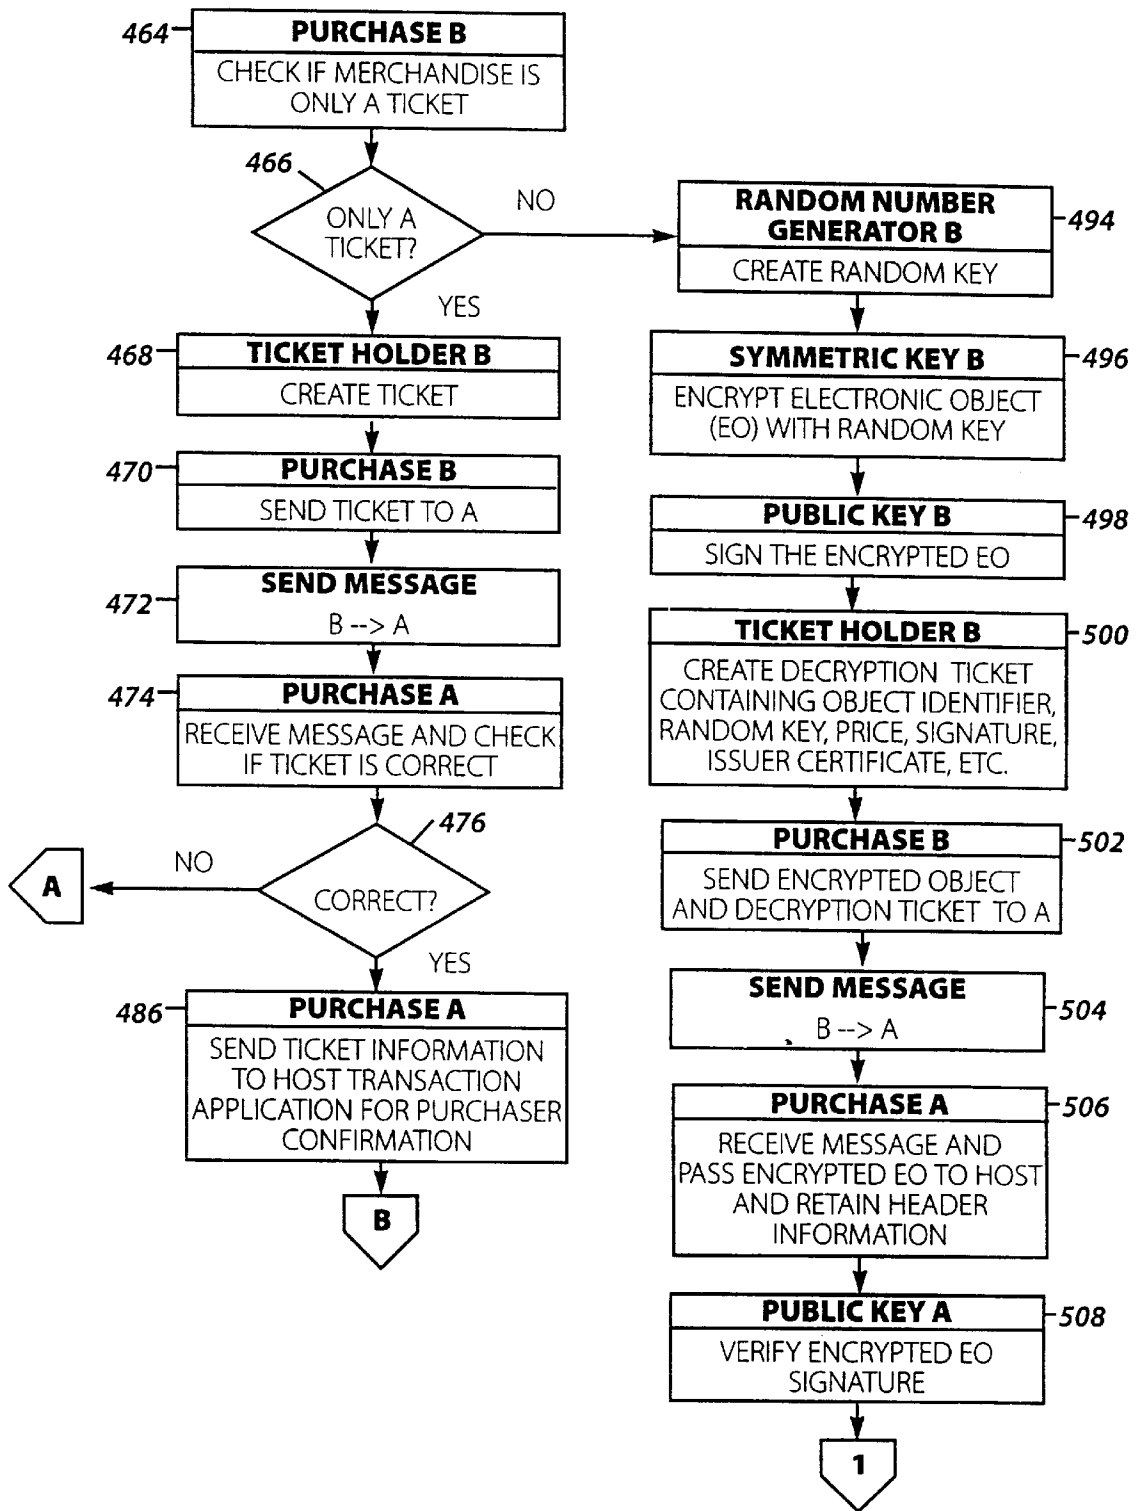 464
PURCHASE B
CHECK IF MERCHANDISE IS
ONLY A TICKET
466
ONLY A
TICKET?
NO
YES
468
TICKET HOLDER B
CREATE TICKET
470
PURCHASE B
SEND TICKET TO A
472
SEND MESSAGE
B --> A
474
PURCHASE A
RECEIVE MESSAGE AND CHECK
IF TICKET IS CORRECT
476
CORRECT?
NO
A
YES
486
PURCHASE A
SEND TICKET INFORMATION
TO HOST TRANSACTION
APPLICATION FOR PURCHASER
CONFIRMATION
B
RANDOM NUMBER
GENERATOR B
494
CREATE RANDOM KEY
SYMMETRIC KEY B
496
ENCRYPT ELECTRONIC OBJECT
(EO) WITH RANDOM KEY
PUBLIC KEY B
498
SIGN THE ENCRYPTED EO
TICKET HOLDER B
500
CREATE DECRYPTION TICKET
CONTAINING OBJECT IDENTIFIER,
RANDOM KEY, PRICE, SIGNATURE,
ISSUER CERTIFICATE, ETC.
PURCHASE B
502
SEND ENCRYPTED OBJECT
AND DECRYPTION TICKET TO A
SEND MESSAGE
504
B --> A
PURCHASE A
506
RECEIVE MESSAGE AND
PASS ENCRYPTED EO TO HOST
AND RETAIN HEADER
INFORMATION
PUBLIC KEY A
508
VERIFY ENCRYPTED EO
SIGNATURE
1